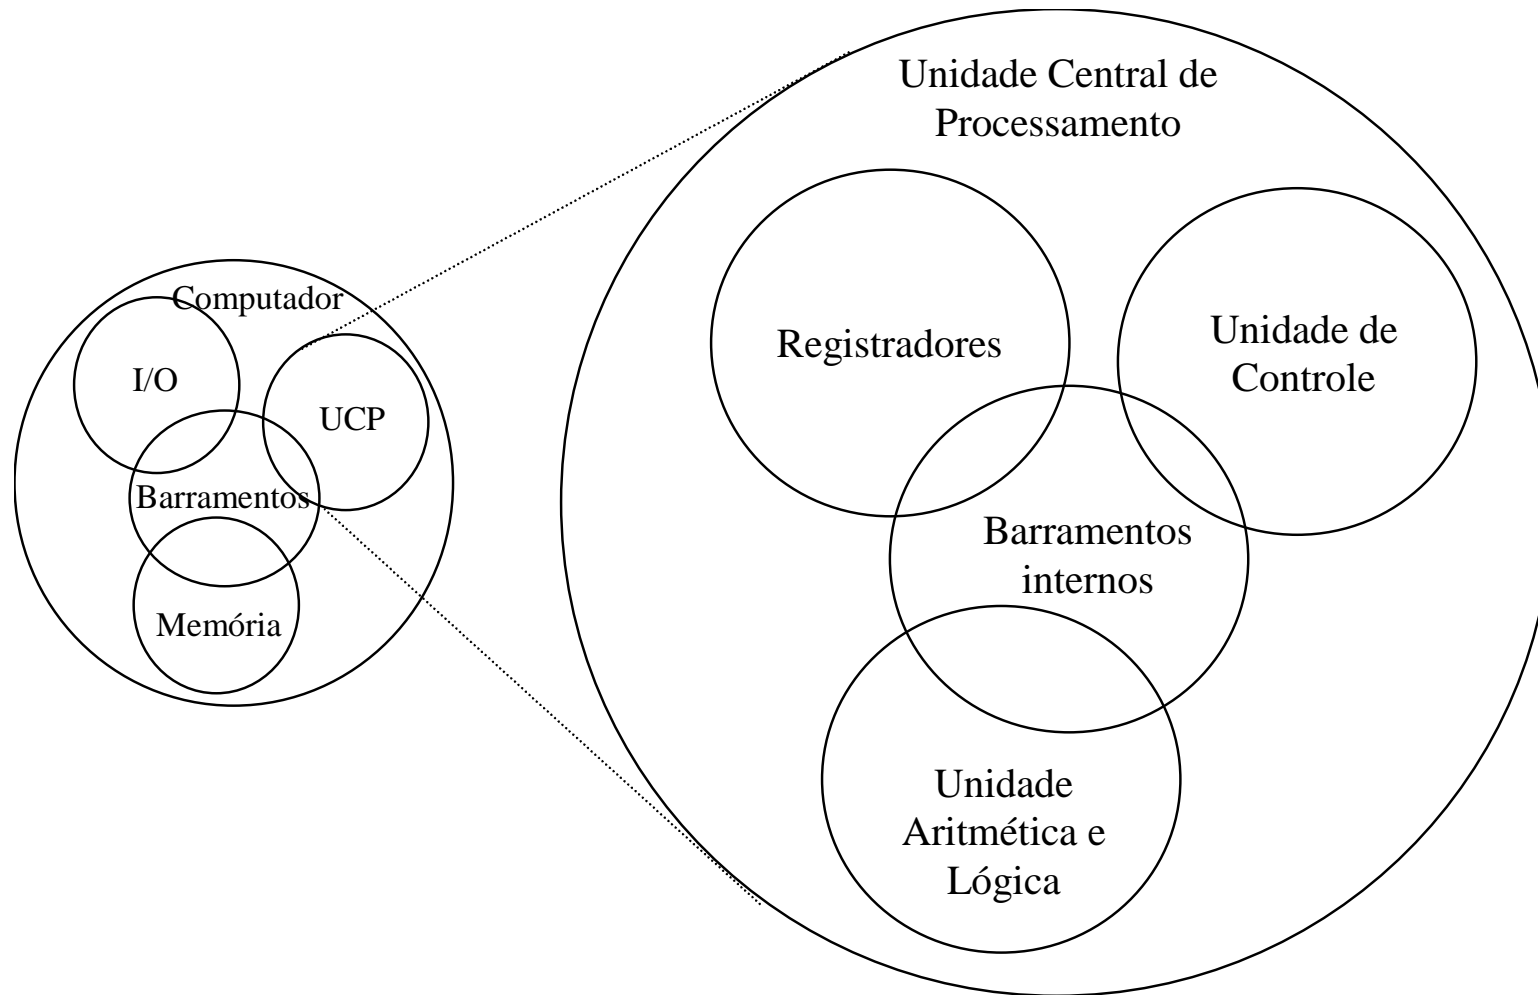 Computador
I/O
UCP
Barramentos
Memória
Unidade Central de
Processamento
Registradores
Unidade de
Controle
Barramentos
internos
Unidade
Aritmética e
Lógica